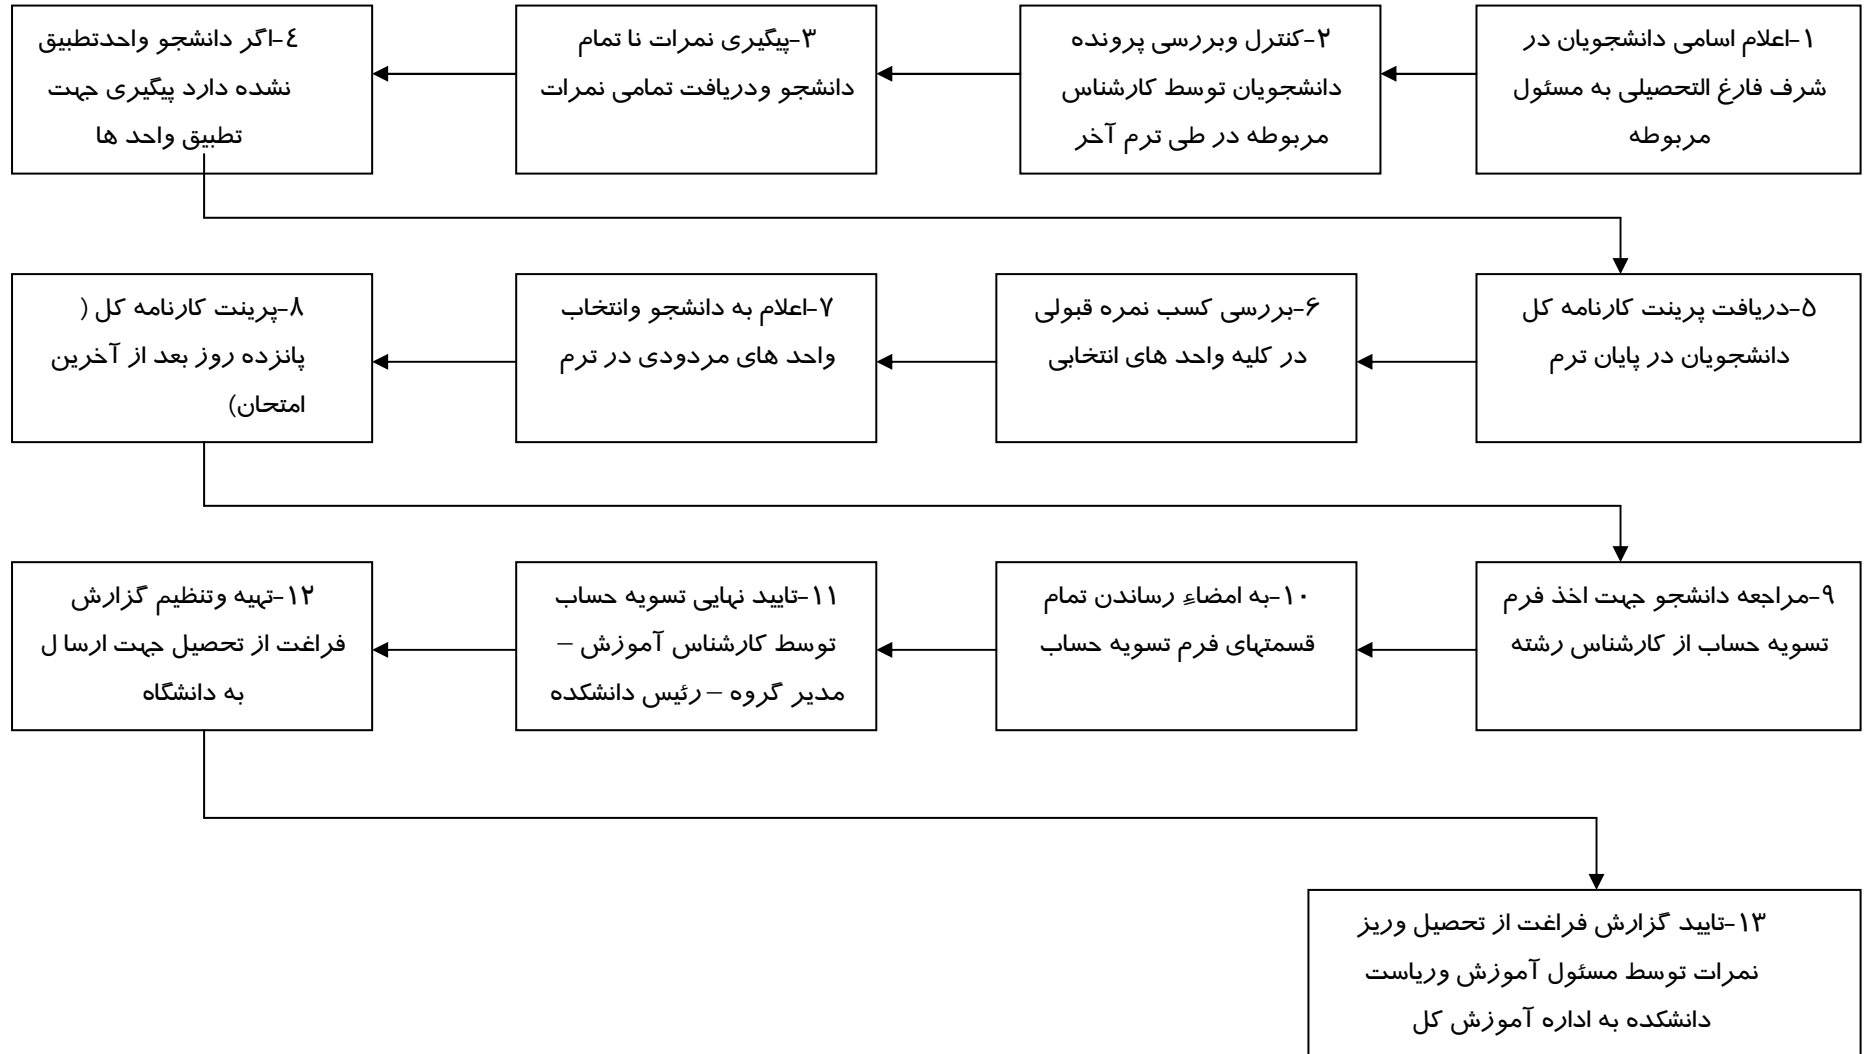 ۱-اعلام اسامی دانشجویان در
شرف فارغ التحصیلی به مسئول
مربوطه
۲-کنترل وبررسی پرونده
دانشجویان توسط کارشناس
مربوطه در طی ترم آخر
۳-پیگیری نمرات نا تمام
دانشجو ودریافت تمامی نمرات
٤-اگر دانشجو واحدتطبیق
نشده دارد پیگیری جهت
تطبیق واحد ها
۵-دریافت پرینت کارنامه کل
دانشجویان در پایان ترم
۶-بررسی کسب نمره قبولی
در کلیه واحد های انتخابی
۷-اعلام به دانشجو وانتخاب
واحد های مردودی در ترم
۸-پرینت کارنامه کل (
پانزده روز بعد از آخرین
امتحان)
۹-مراجعه دانشجو جهت اخذ فرم
تسویه حساب از کارشناس رشته
۱۰-به امضاءِ رساندن تمام
قسمتهای فرم تسویه حساب
۱۱-تایید نهایی تسویه حساب
توسط کارشناس آموزش –
مدیر گروه – رئیس دانشکده
۱۲-تهیه وتنظیم گزارش
فراغت از تحصیل جهت ارسا ل
به دانشگاه
۱۳-تایید گزارش فراغت از تحصیل وریز
نمرات توسط مسئول آموزش وریاست
دانشکده به اداره آموزش کل